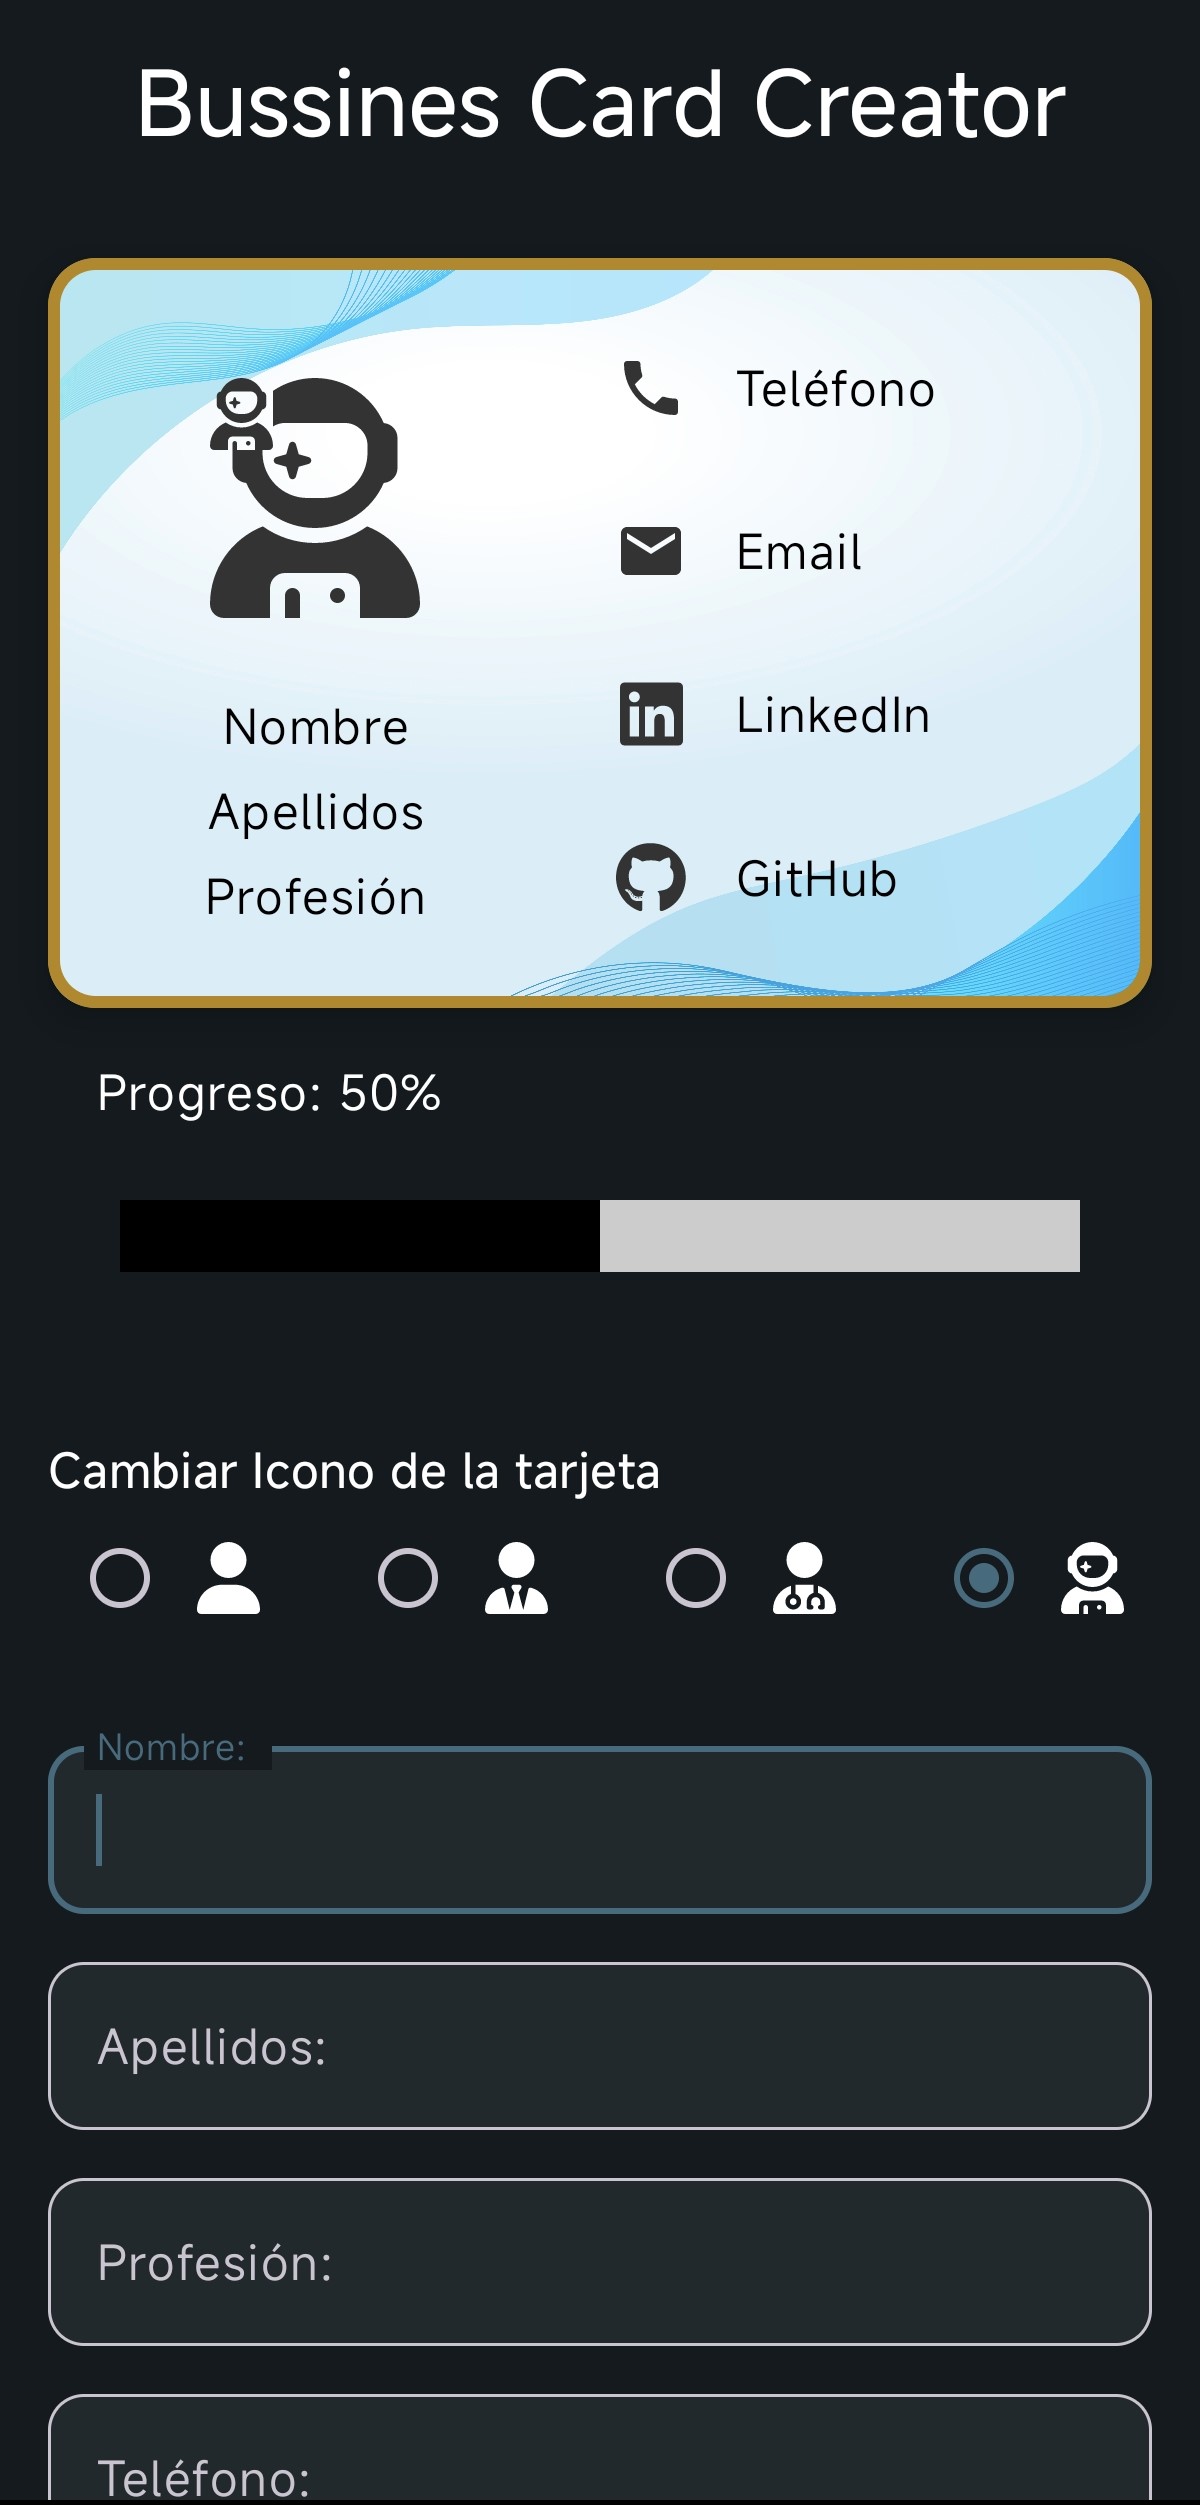 Bussines Card Creator
Teléfono
Email
LinkedIn
GitHub
Nombre
Apellidos
Profesión
Progreso: 50%
Cambiar Icono de la tarjeta
Nombre:
Apellidos:
Profesión:
Teléfono: